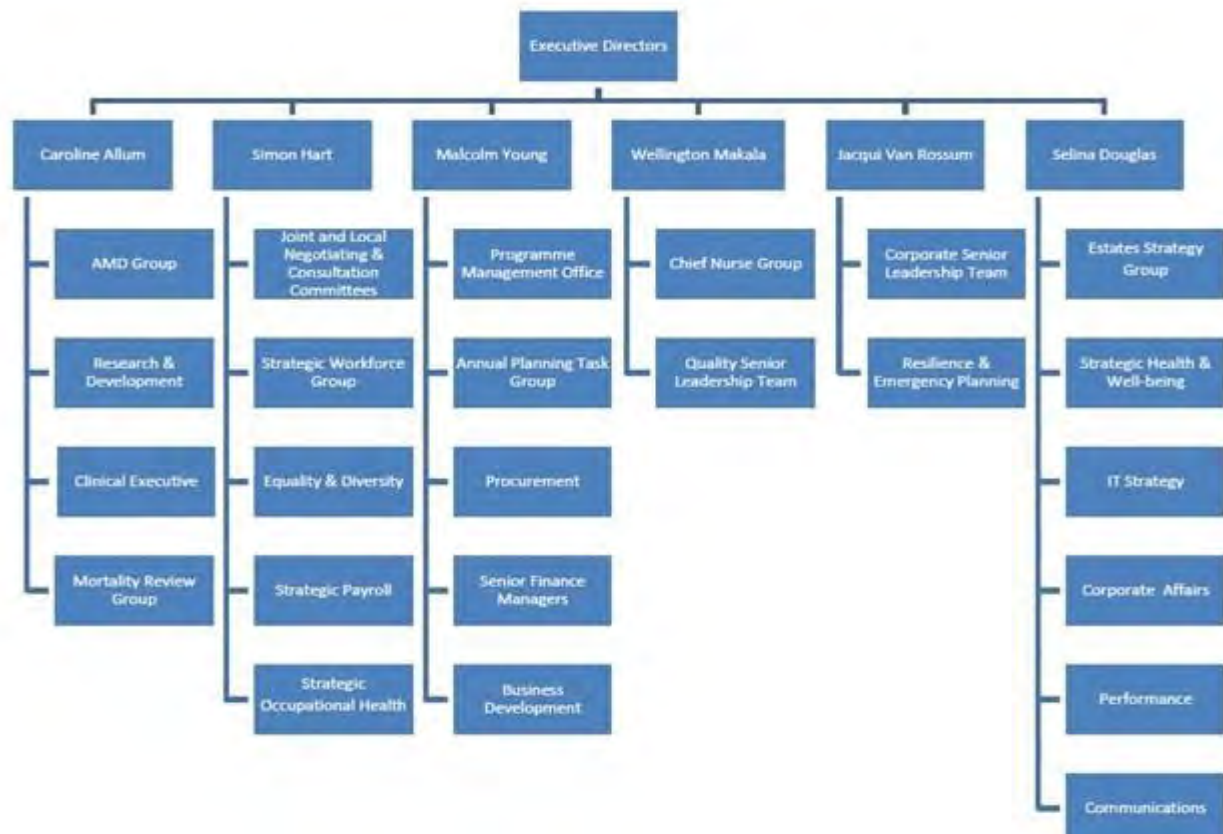 Executive Directors
Caroline Allum
Simon Hart
Malcolm Young
Wellington Makala
Jacqui Van Rossum
Selina Douglas
AMD Group
Research &
Development
Clinical Executive
Mortality Review
Group
Joint and Local
Negotiating &
Consultation
Committees
Strategic Workforce
Group
Equality & Diversity
Strategic Payroll
Strategic
Occupational Health
Programme
Management Office
Annual Planning Task
Group
Procurement
Senior Finance
Managers
Business
Development
Chief Nurse Group
Quality Senior
Leadership Team
Corporate Senior
Leadership Team
Resilience &
Emergency Planning
Estates Strategy
Group
Strategic Health &
Well-being
IT Strategy
Corporate Affairs
Performance
Communications